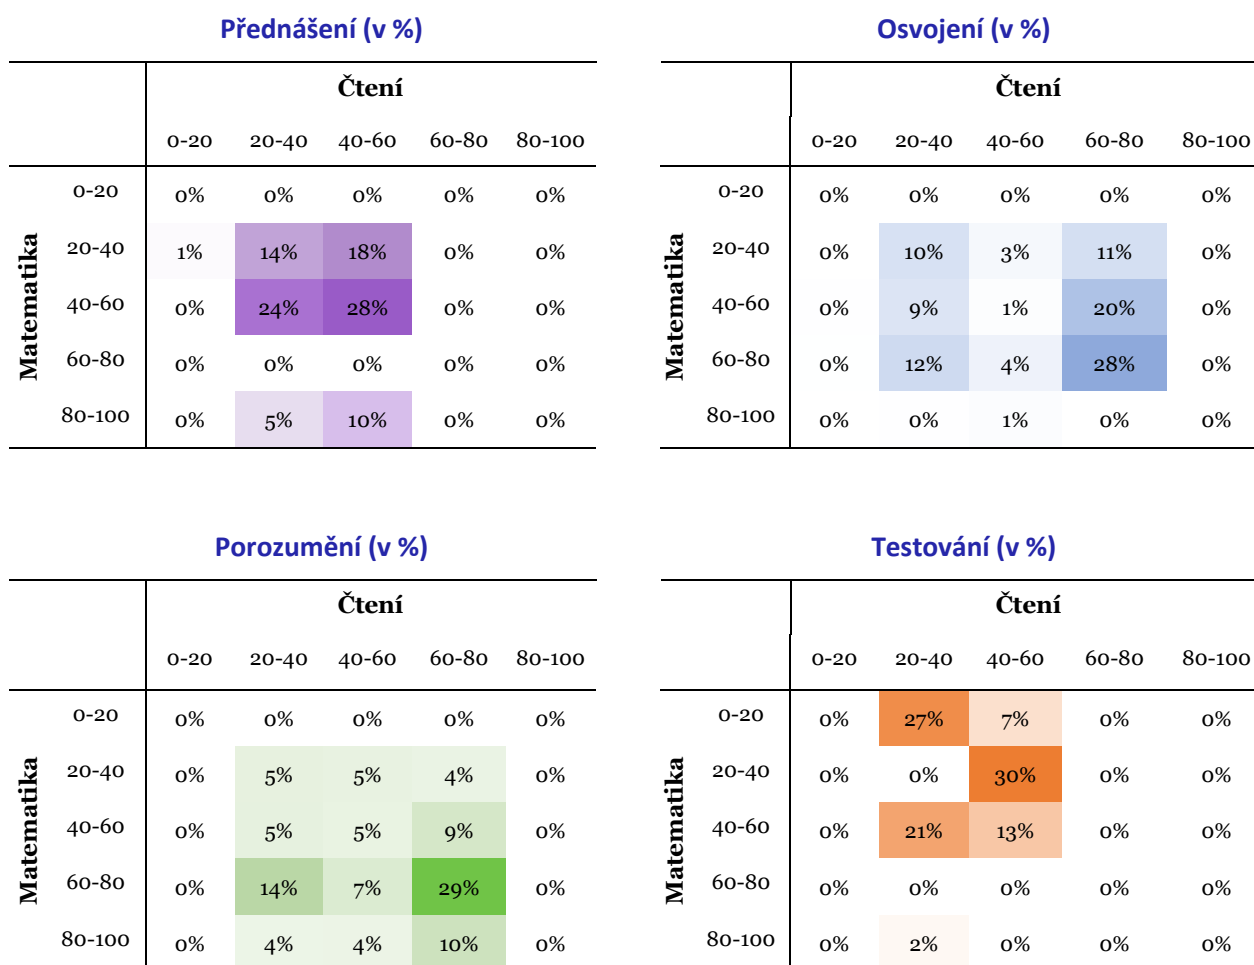 Přednášení (v %)
Čtení
0-20 20-40 40-60 60-80 80-100
Matematika
0-20 0% 0% 0% 0% 0%
20-40 1% 14% 18% 0% 0%
40-60 0% 24% 28% 0% 0%
60-80 0% 0% 0% 0% 0%
80-100 0% 5% 10% 0% 0%
Osvojení (v %)
Čtení
0-20 20-40 40-60 60-80 80-100
Matematika
0-20 0% 0% 0% 0% 0%
20-40 0% 10% 3% 11% 0%
40-60 0% 9% 1% 20% 0%
60-80 0% 12% 4% 28% 0%
80-100 0% 0% 1% 0% 0%
Porozumění (v %)
Čtení
0-20 20-40 40-60 60-80 80-100
Matematika
0-20 0% 0% 0% 0% 0%
20-40 0% 5% 5% 4% 0%
40-60 0% 5% 5% 9% 0%
60-80 0% 14% 7% 29% 0%
80-100 0% 4% 4% 10% 0%
Testování (v %)
Čtení
0-20 20-40 40-60 60-80 80-100
Matematika
0-20 0% 27% 7% 0% 0%
20-40 0% 0% 30% 0% 0%
40-60 0% 21% 13% 0% 0%
60-80 0% 0% 0% 0% 0%
80-100 0% 2% 0% 0% 0%